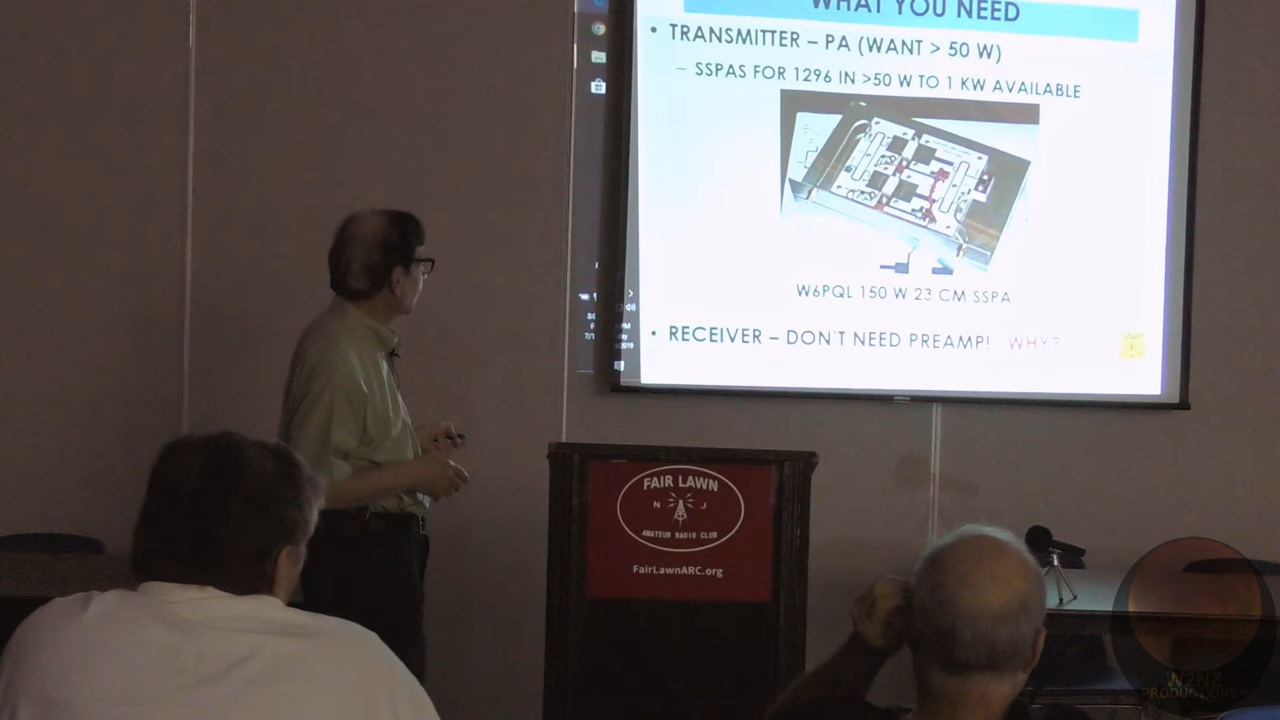 WHAT YOU NEED
• TRANSMITTER – PA (WANT > 50 W)
– SSPAS FOR 1296 IN >50 W TO 1 KW AVAILABLE
W6PQL 150 W 23 CM SSPA
• RECEIVER – DON'T NEED PREAMP! WHY?
FAIR LAWN
N J
AMATEUR RADIO CLUB
FairLawnARC.org
W2NZ
PRODUCTIONS